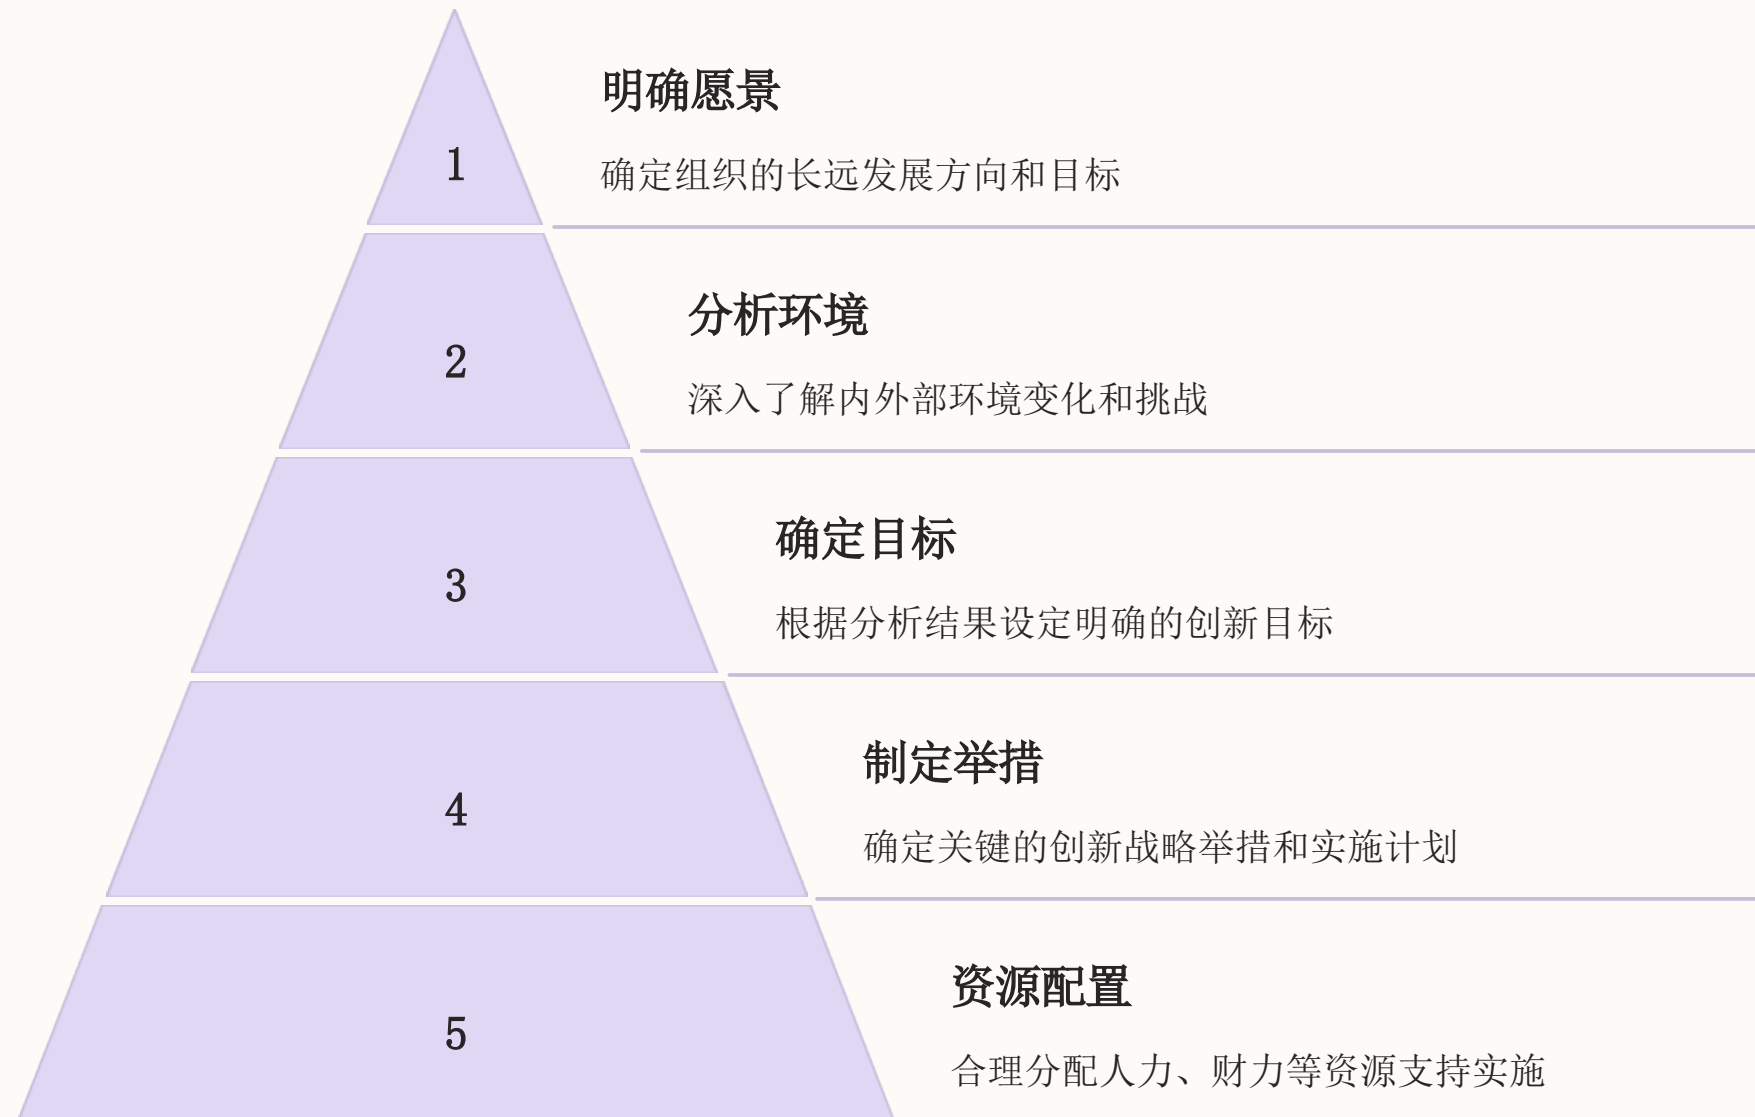 明确愿景
1
确定组织的长远发展方向和目标
分析环境
2
深入了解内外部环境变化和挑战
确定目标
3
根据分析结果设定明确的创新目标
制定举措
4
确定关键的创新战略举措和实施计划
资源配置
5
合理分配人力、财力等资源支持实施